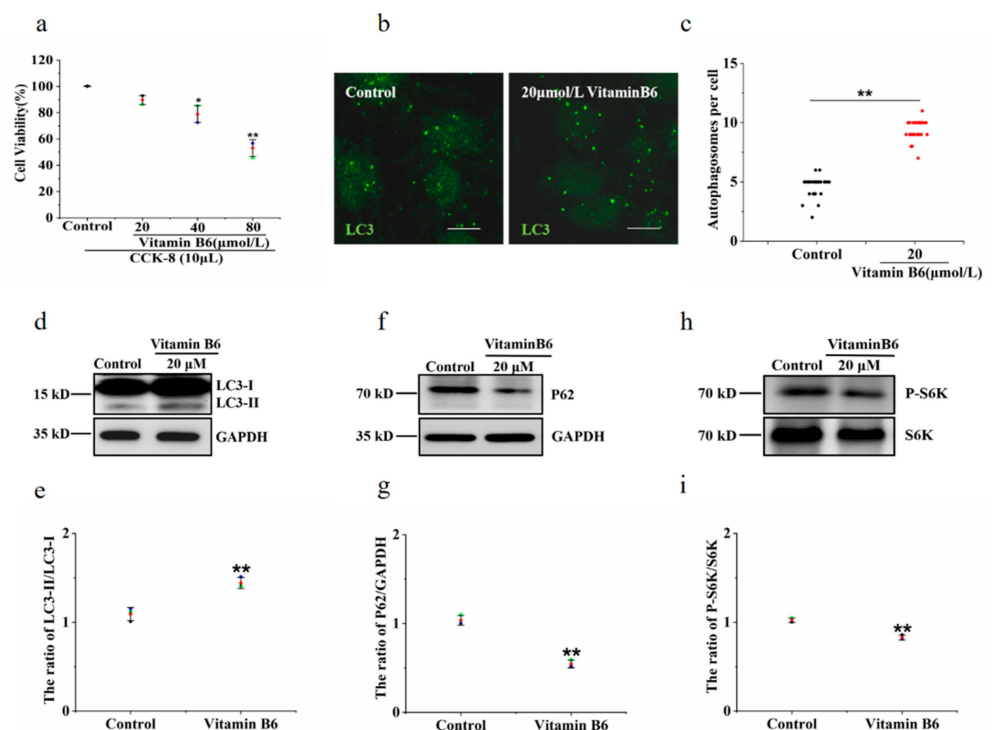 a
Cell Viability(%)
120
100
80
60
40
20
0
*
**
Control
20
40
80
Vitamin B6(μmol/L)
CCK-8 (10μL)
b
Control
LC3
20μmol/L VitaminB6
LC3
c
Autophagosomes per cell
15
10
5
0
**
Control
20
Vitamin B6(μmol/L)
d
Vitamin B6
Control
20 μM
15 kD
LC3-I
LC3-II
35 kD
GAPDH
f
VitaminB6
Control
20 μM
70 kD
P62
35 kD
GAPDH
h
VitaminB6
Control
20 μM
70 kD
P-S6K
70 kD
S6K
e
The ratio of LC3-II/LC3-I
2
1
0
**
Control
Vitamin B6
g
The ratio of P62/GAPDH
2
1
0
**
Control
Vitamin B6
i
The ratio of P-S6K/S6K
2
1
0
**
Control
Vitamin B6